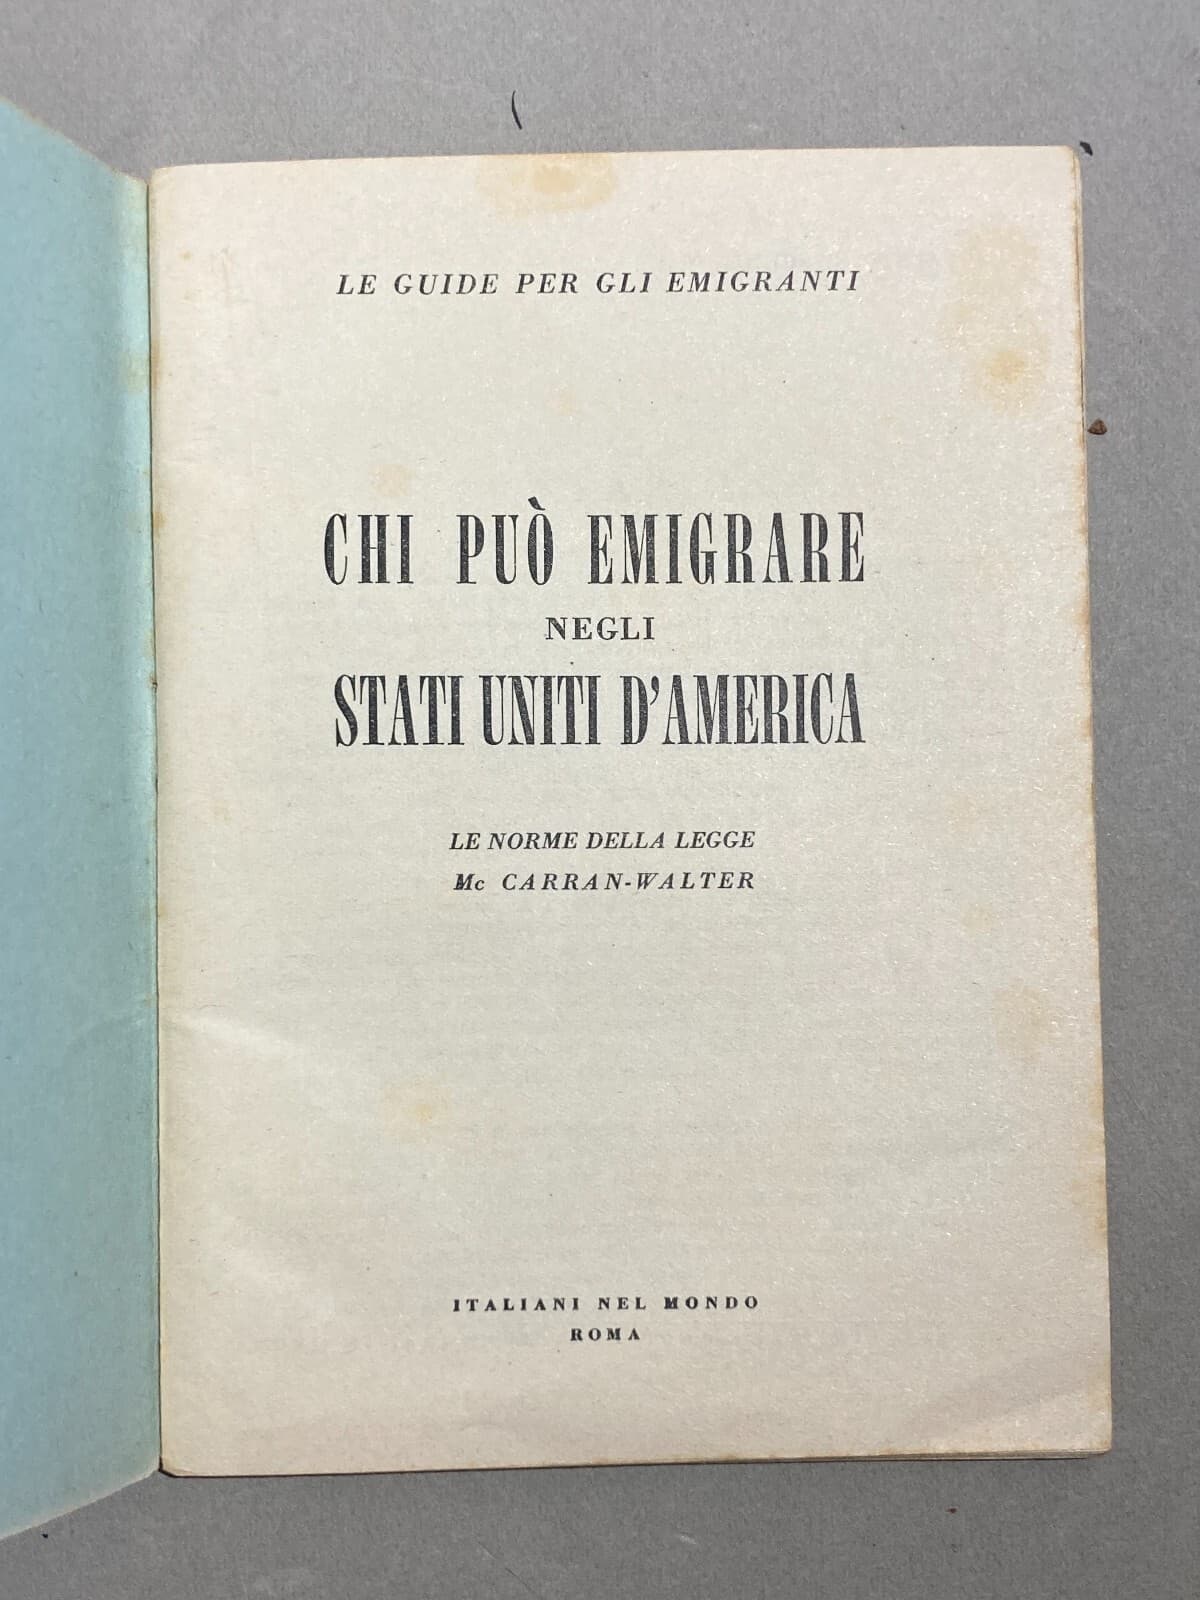 LE GUIDE PER GLI EMIGRANTI
CHI PUÒ EMIGRARE
NEGLI
STATI UNITI D'AMERICA
LE NORME DELLA LEGGE
Mc CARRAN-WALTER
ITALIANI NEL MONDO
ROMA